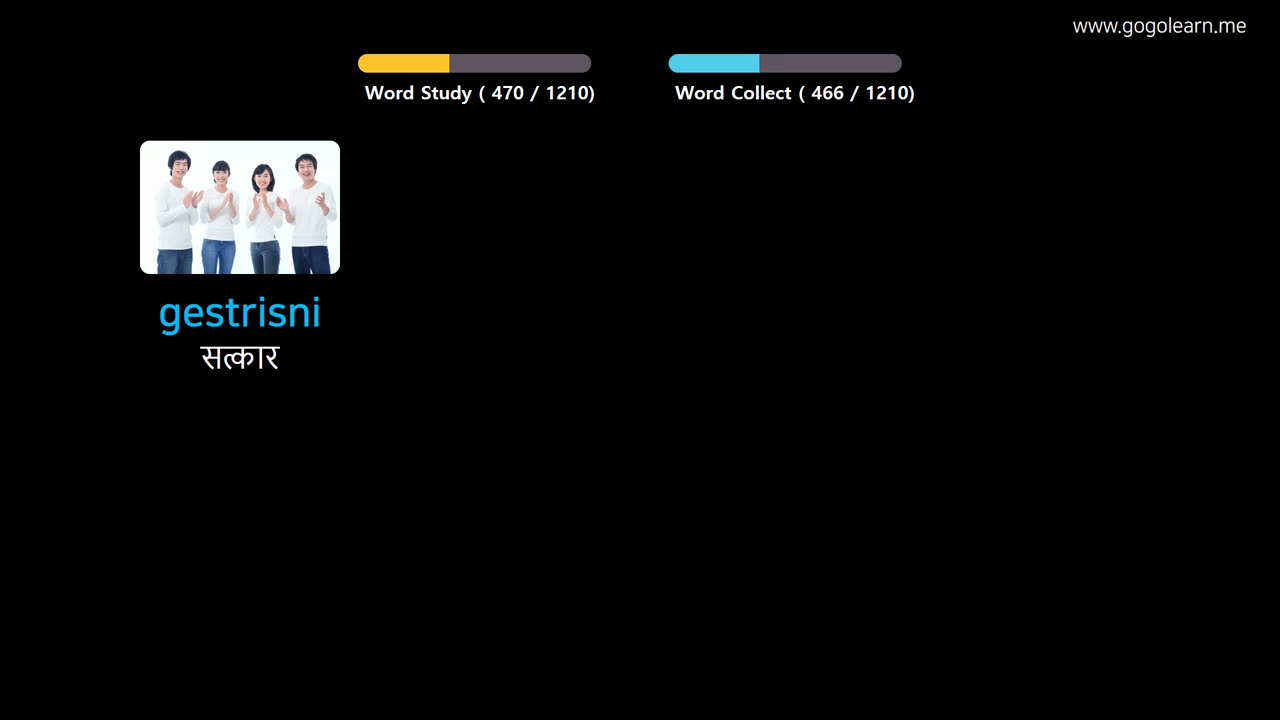 www.gogolearn.me
Word Study ( 470 / 1210)
Word Collect ( 466 / 1210)
gestrisni
सत्कार